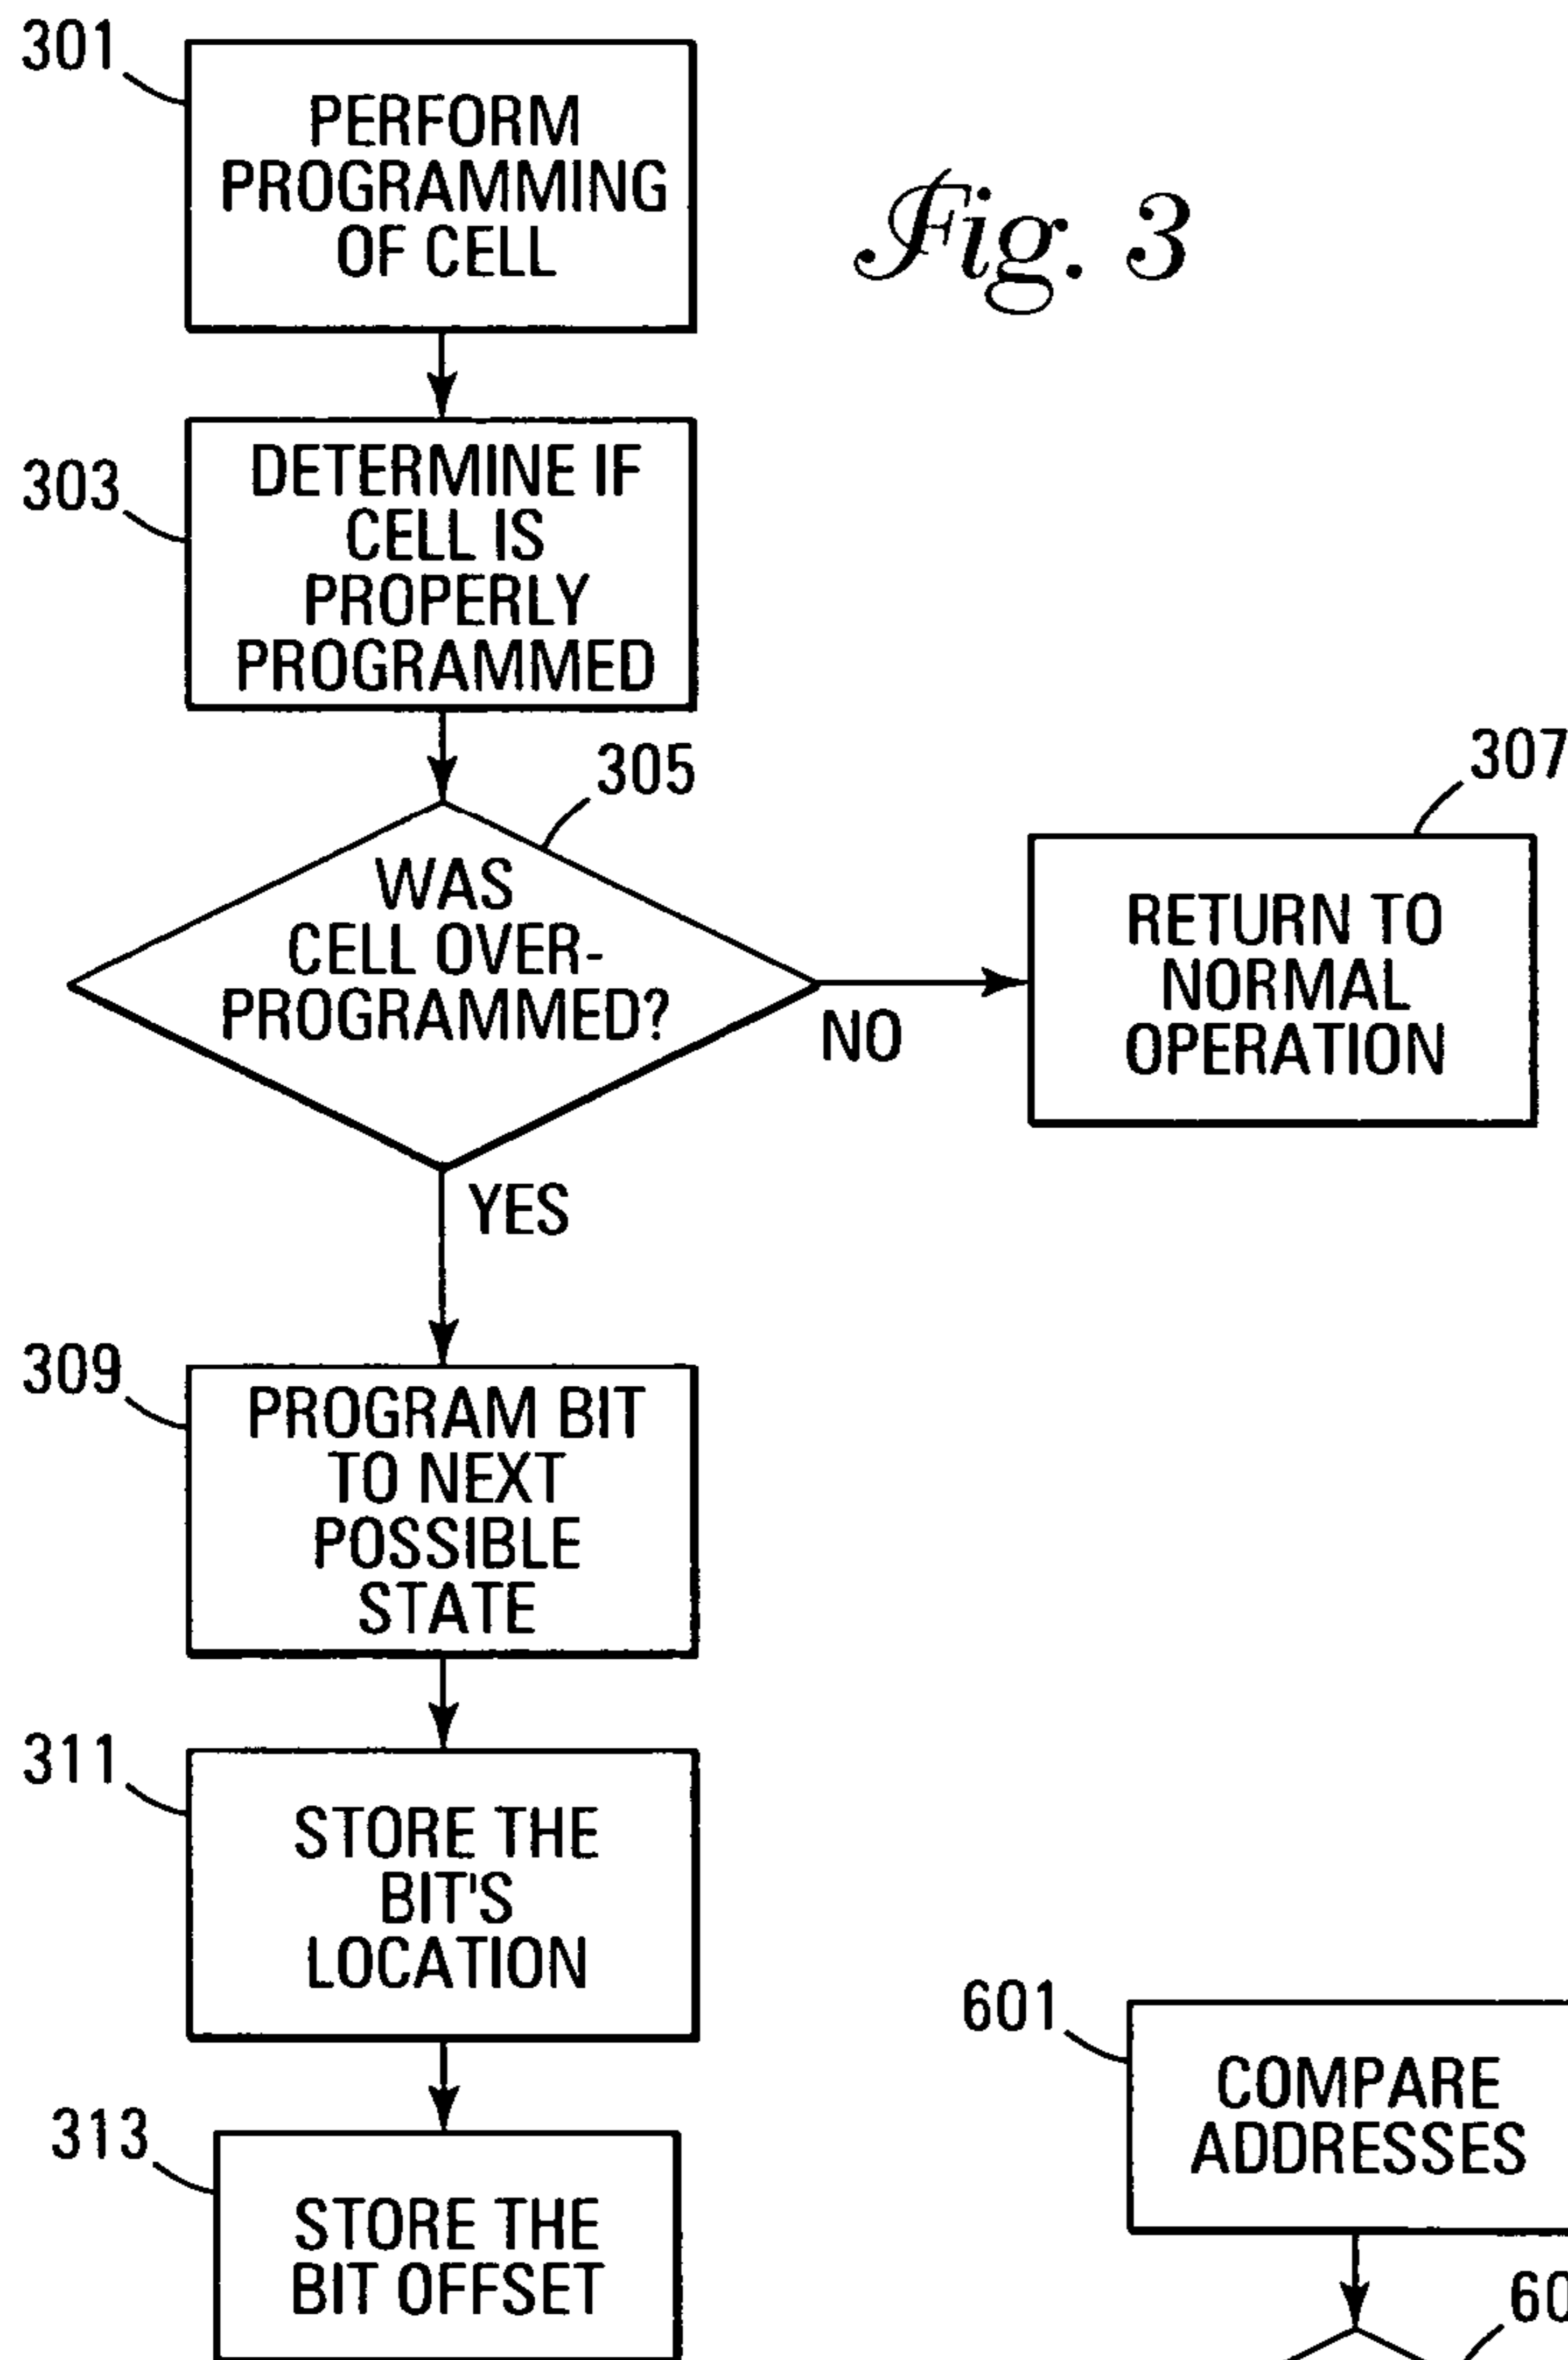 301
PERFORM
PROGRAMMING
OF CELL
Fig. 3
303
DETERMINE IF
CELL IS
PROPERLY
PROGRAMMED
305
WAS
CELL OVER-
PROGRAMMED?
NO
307
RETURN TO
NORMAL
OPERATION
YES
309
PROGRAM BIT
TO NEXT
POSSIBLE
STATE
311
STORE THE
BIT'S
LOCATION
601
COMPARE
ADDRESSES
313
STORE THE
BIT OFFSET